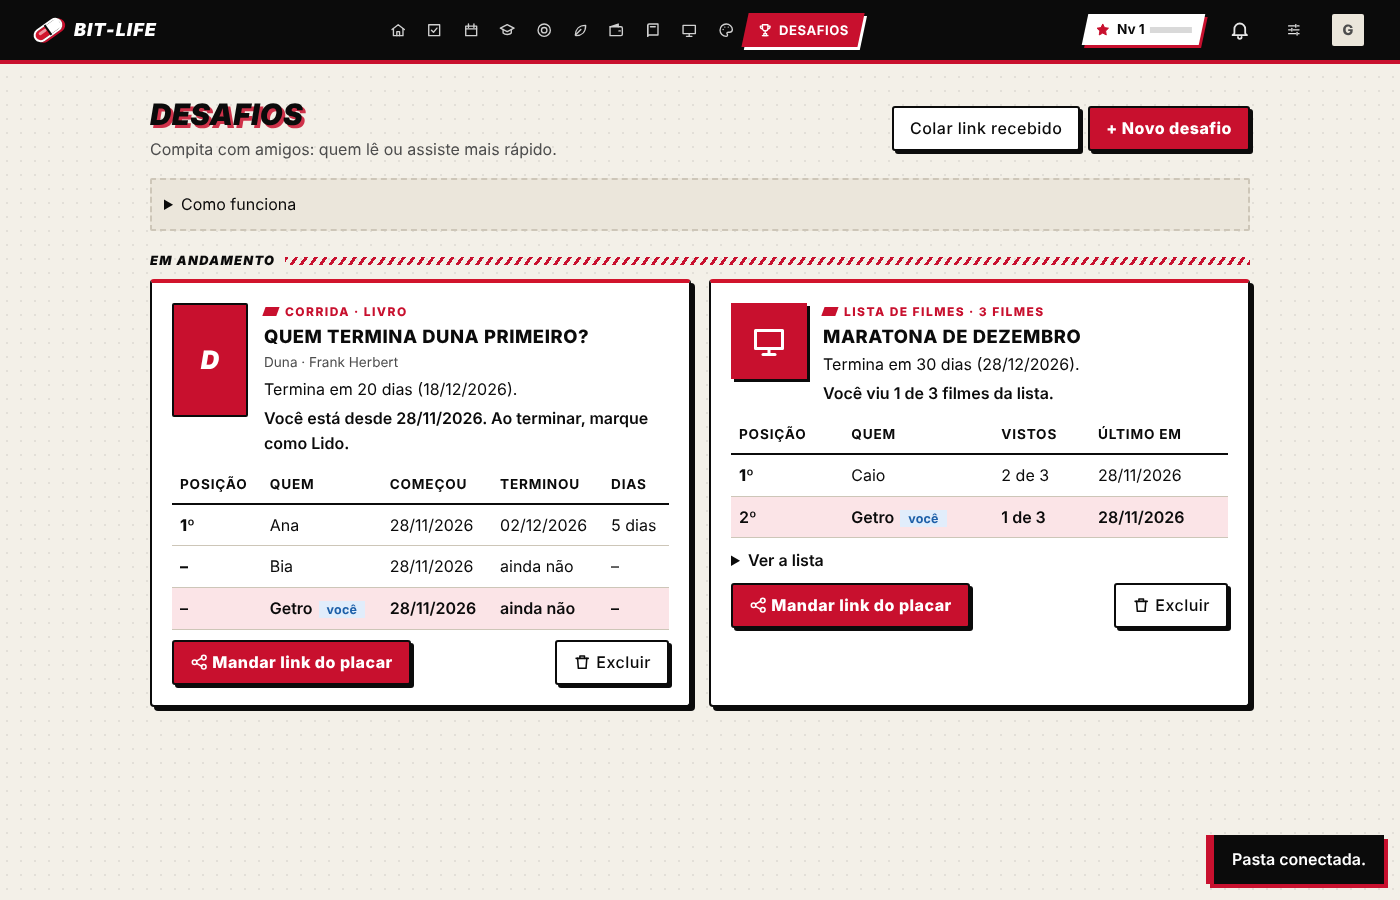 BIT-LIFE
DESAFIOS
Nv 1
G
DESAFIOS
Compita com amigos: quem lê ou assiste mais rápido.
Colar link recebido
+ Novo desafio
Como funciona
EM ANDAMENTO
D
CORRIDA · LIVRO
QUEM TERMINA DUNA PRIMEIRO?
Duna · Frank Herbert
Termina em 20 dias (18/12/2026).
Você está desde 28/11/2026. Ao terminar, marque
como Lido.
POSIÇÃO QUEM COMEÇOU TERMINOU DIAS
1º Ana 28/11/2026 02/12/2026 5 dias
– Bia 28/11/2026 ainda não –
– Getro você 28/11/2026 ainda não –
Mandar link do placar
Excluir
LISTA DE FILMES · 3 FILMES
MARATONA DE DEZEMBRO
Termina em 30 dias (28/12/2026).
Você viu 1 de 3 filmes da lista.
POSIÇÃO QUEM VISTOS ÚLTIMO EM
1º Caio 2 de 3 28/11/2026
2º Getro você 1 de 3 28/11/2026
Ver a lista
Mandar link do placar
Excluir
Pasta conectada.